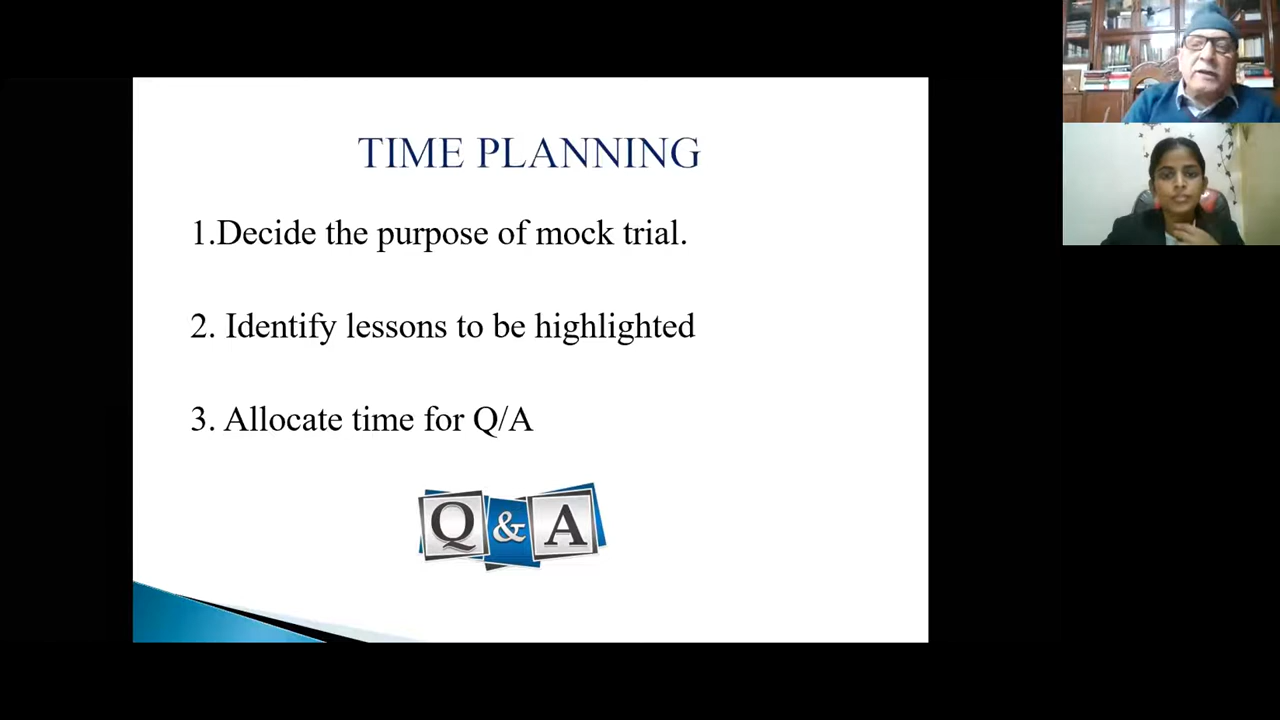 TIME PLANNING
1.Decide the purpose of mock trial.
2. Identify lessons to be highlighted
3. Allocate time for Q/A
Q & A